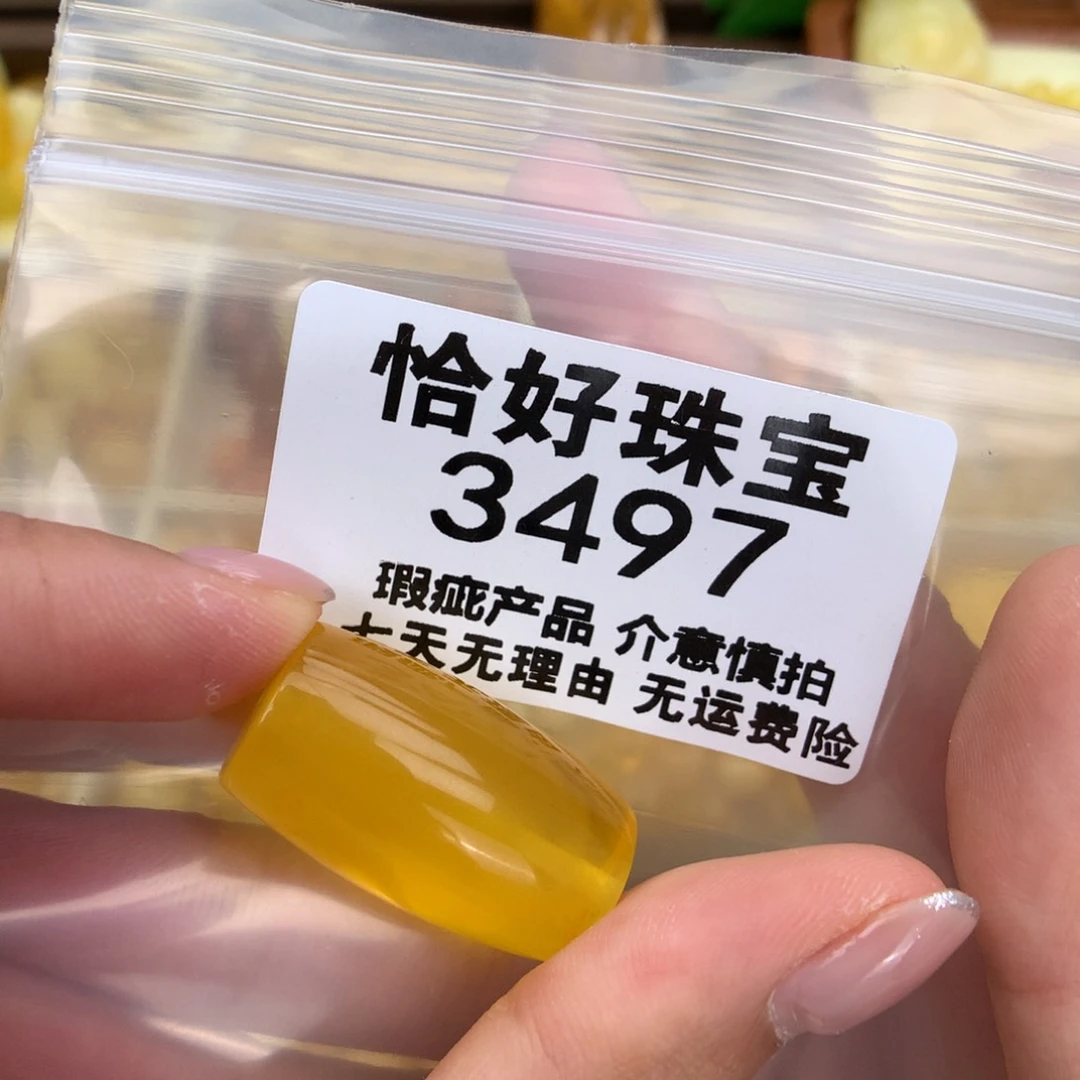 恰好珠宝
3497
瑕疵产品 介意慎拍
七天无理由 无运费险